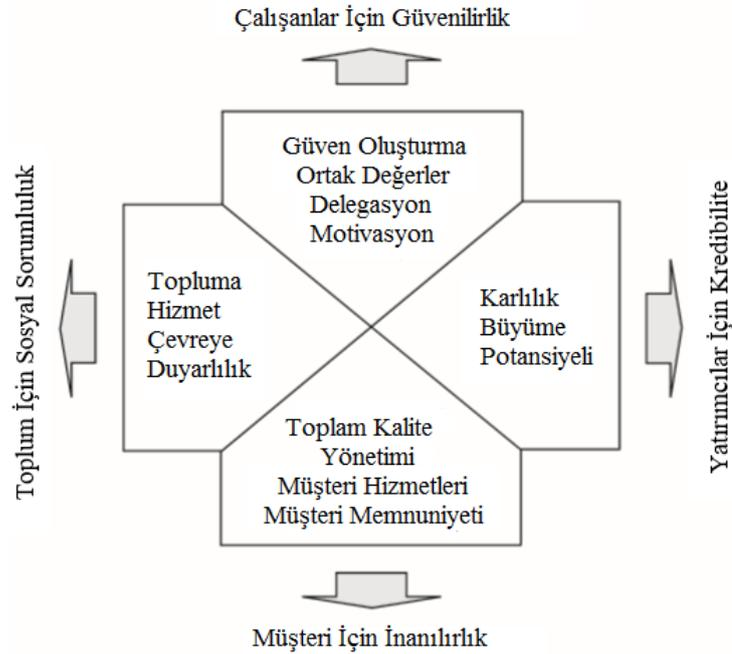 Çalışanlar İçin Güvenilirlik
Güven Oluşturma
Ortak Değerler
Delegasyon
Motivasyon
Toplum İçin Sosyal Sorumluluk
Topluma
Hizmet
Çevreye
Duyarlılık
Karlılık
Büyüme
Potansiyeli
Yatırımcılar İçin Kredibilite
Toplam Kalite
Yönetimi
Müşteri Hizmetleri
Müşteri Memnuniyeti
Müşteri İçin İnanılırlık